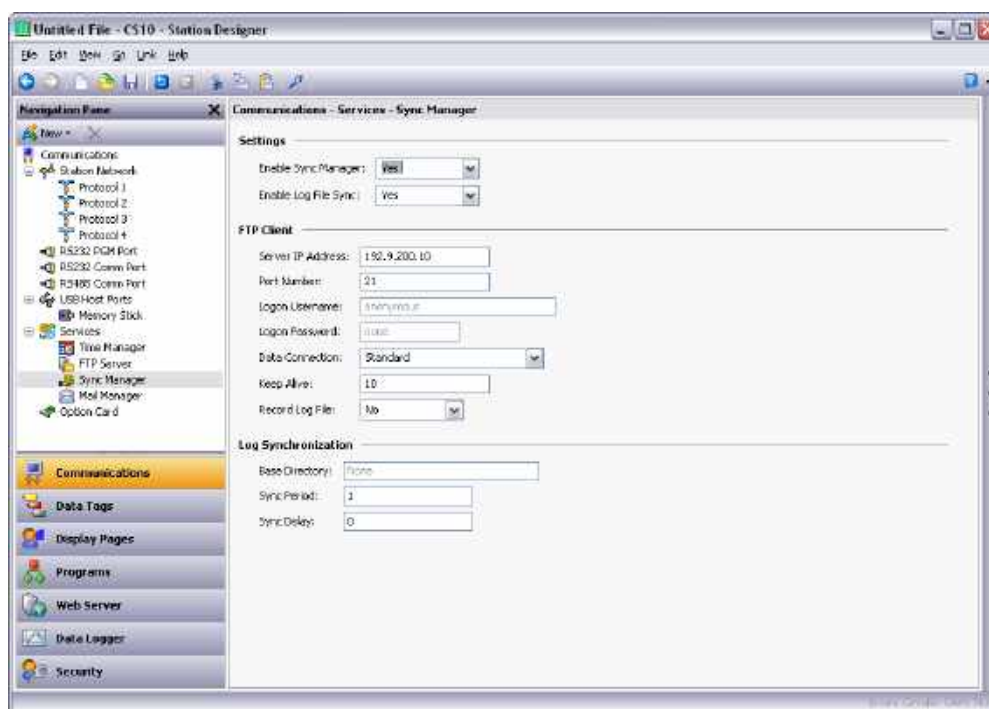 Untitled File - CS10 - Station Designer
File Edit View Go Link Help
Navigation Pane
New
Communications
Station Network
Protocol 1
Protocol 2
Protocol 3
Protocol 4
RS232 PGM Port
RS232 Comm Port
RS485 Comm Port
USB Host Ports
Memory Stick
Services
Time Manager
FTP Server
Sync Manager
Mail Manager
Option Card
Communications
Data Tags
Display Pages
Programs
Web Server
Data Logger
Security
Communications - Services - Sync Manager
Settings
Enable Sync Manager: Yes
Enable Log File Sync: Yes
FTP Client
Server IP Address: 192.9.200.10
Port Number: 21
Logon Username: anonymous
Logon Password: none
Data Connection: Standard
Keep Alive: 10
Record Log File: No
Log Synchronization
Base Directory: None
Sync Period: 1
Sync Delay: 0